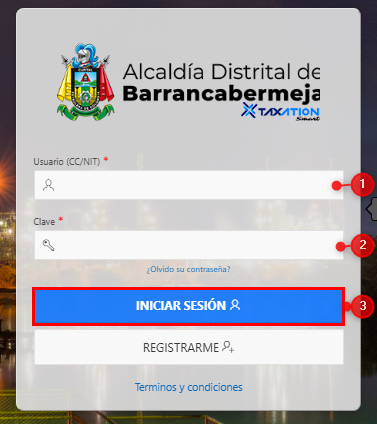 Alcaldía Distrital de
Barrancabermeja
TAXATION
Smart
Usuario (CC/NIT) *
1
Clave *
2
¿Olvido su contraseña?
INICIAR SESIÓN
3
REGISTRARME
Terminos y condiciones